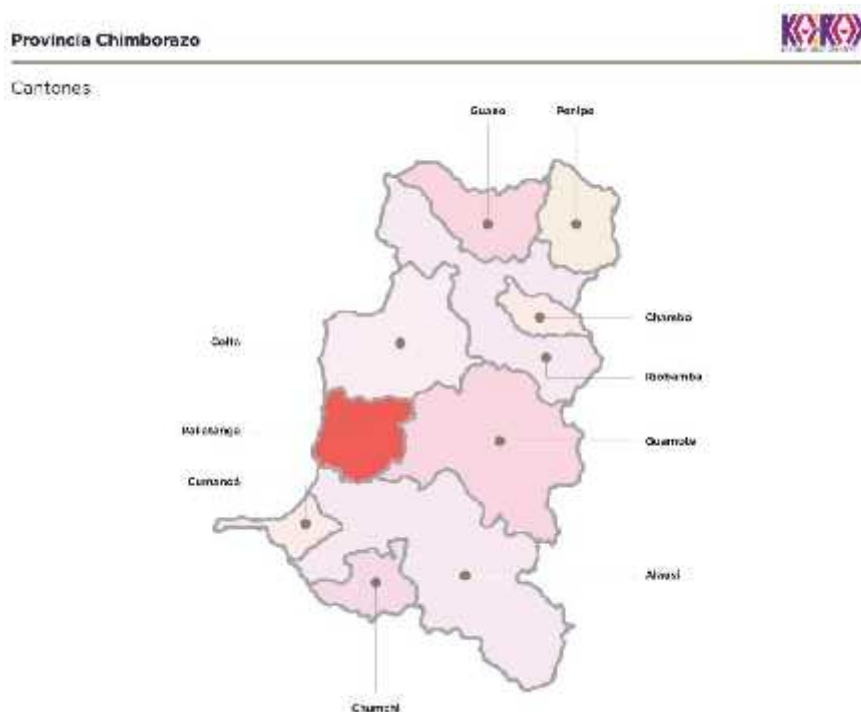 Provincia Chimborazo
Cantones
Guano
Penipe
Chambo
Colta
Riobamba
Pallatanga
Guamote
Cumandá
Alausí
Chunchi